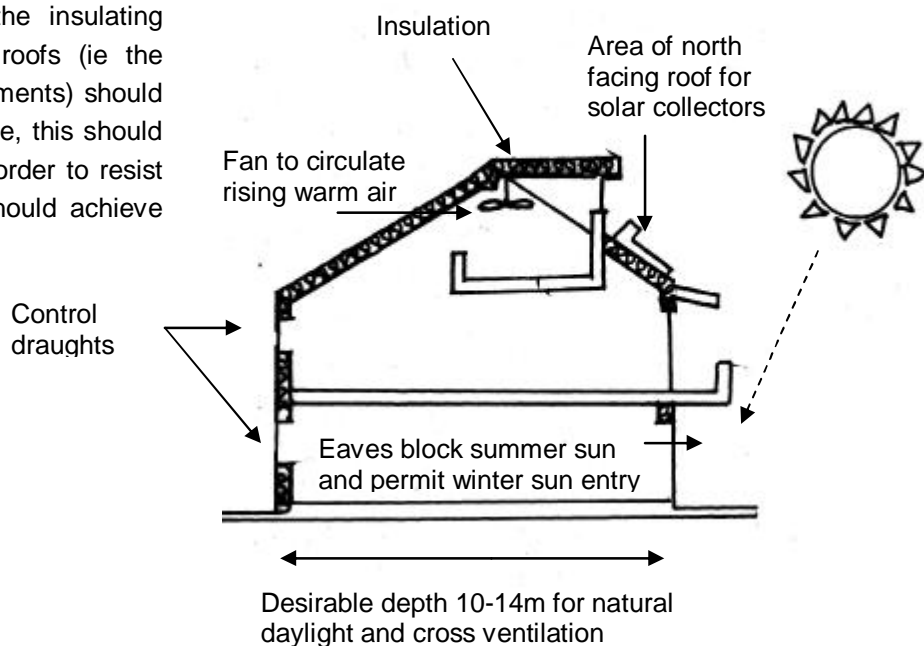 the insulating
roofs (ie the
ments) should
e, this should
order to resist
hould achieve
Insulation
Area of north
facing roof for
solar collectors
Fan to circulate
rising warm air
Control
draughts
Eaves block summer sun
and permit winter sun entry
Desirable depth 10-14m for natural
daylight and cross ventilation